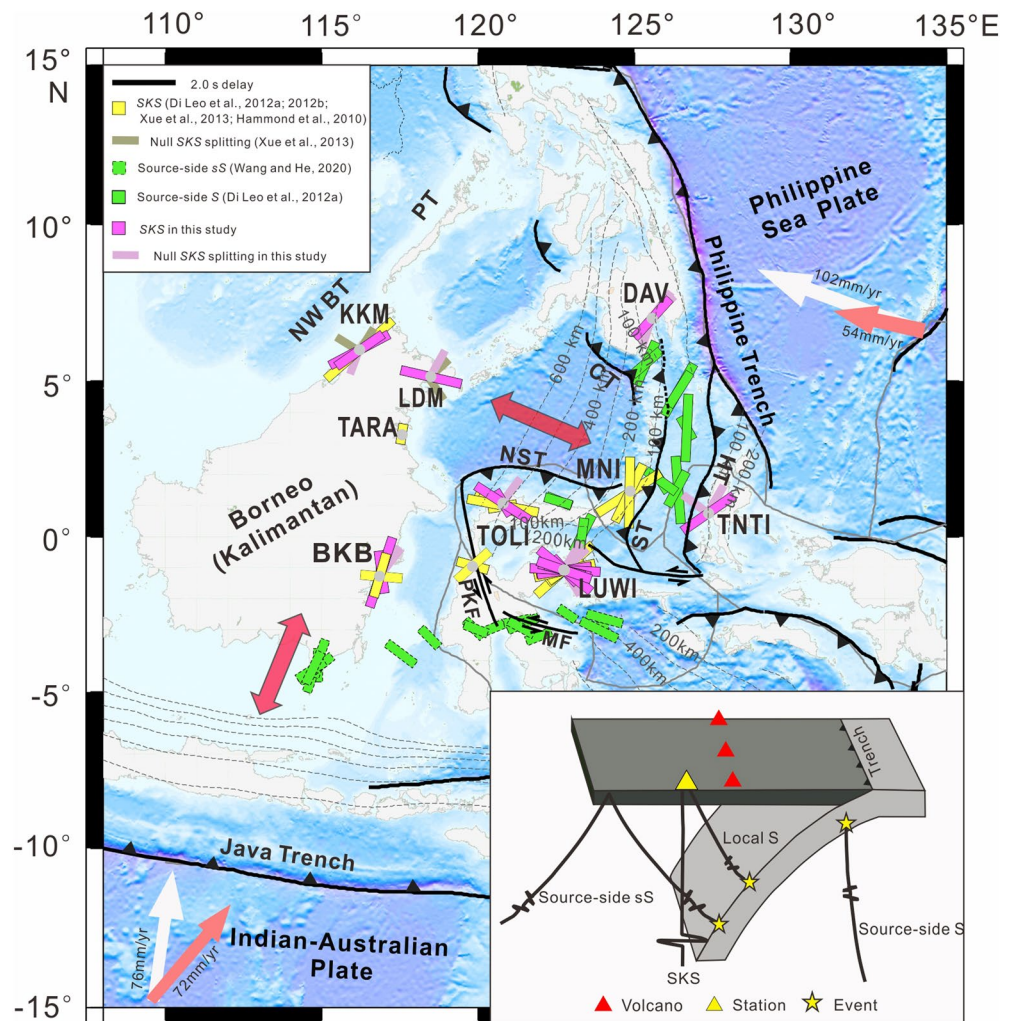 110°
115°
120°
125°
130°
135°E
15°
N
10°
5°
0°
-5°
-10°
-15°
2.0 s delay
SKS (Di Leo et al., 2012a; 2012b;
Xue et al., 2013; Hammond et al., 2010)
Null SKS splitting (Xue et al., 2013)
Source-side sS (Wang and He, 2020)
Source-side S (Di Leo et al., 2012a)
SKS in this study
Null SKS splitting in this study
PT
NW BT
KKM
LDM
TARA
Borneo
(Kalimantan)
BKB
DAV
CT
100 km
600 km
400 km
200 km
100 km
NST
MNI
TOLI
100km
200km
ST
HT
100 km
200 km
TNTI
LUWI
PKF
MF
200km
400km
Philippine
Sea Plate
Philippine Trench
102mm/yr
54mm/yr
Java Trench
Indian-Australian
Plate
76mm/yr
72mm/yr
Trench
Local S
Source-side sS
Source-side S
SKS
Volcano
Station
Event